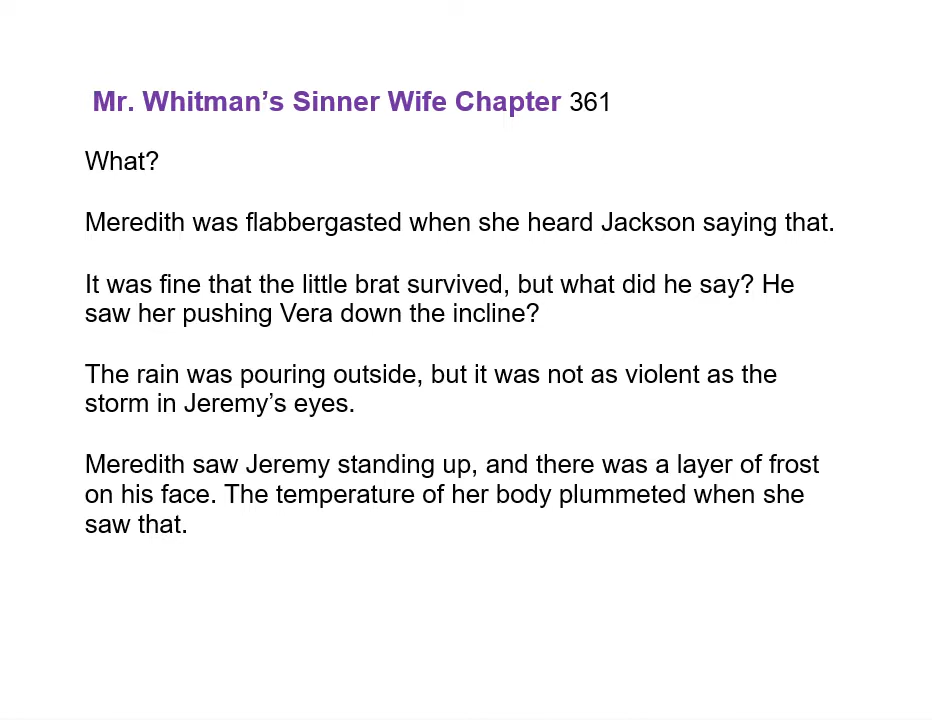 Mr. Whitman’s Sinner Wife Chapter 361
What?
Meredith was flabbergasted when she heard Jackson saying that.
It was fine that the little brat survived, but what did he say? He
saw her pushing Vera down the incline?
The rain was pouring outside, but it was not as violent as the
storm in Jeremy’s eyes.
Meredith saw Jeremy standing up, and there was a layer of frost
on his face. The temperature of her body plummeted when she
saw that.